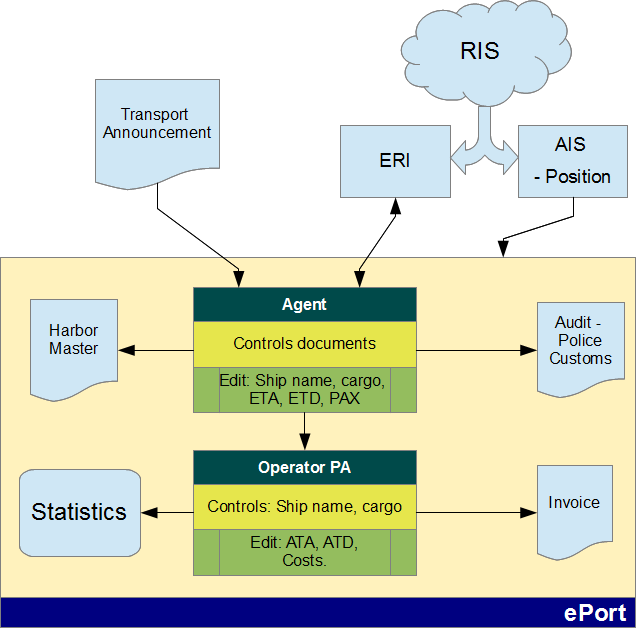 RIS
Transport
Announcement
ERI
AIS
- Position
Agent
Controls documents
Edit: Ship name, cargo,
ETA, ETD, PAX
Harbor
Master
Audit -
Police
Customs
Operator PA
Controls: Ship name, cargo
Edit: ATA, ATD,
Costs.
Statistics
Invoice
ePort